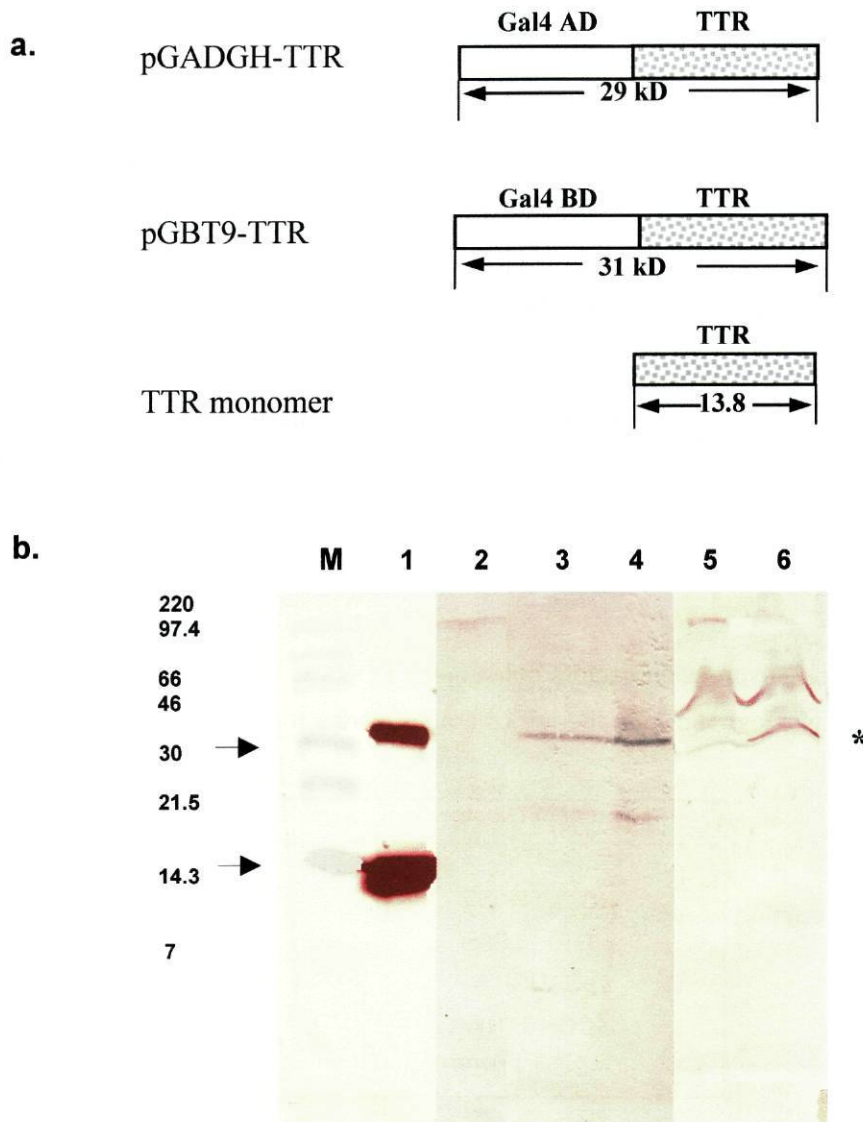 a.
Gal4 AD TTR
pGADGH-TTR
29 kD
Gal4 BD TTR
pGBT9-TTR
31 kD
TTR
TTR monomer
13.8
b.
M 1 2 3 4 5 6
220
97.4
66
46
30
*
21.5
14.3
7